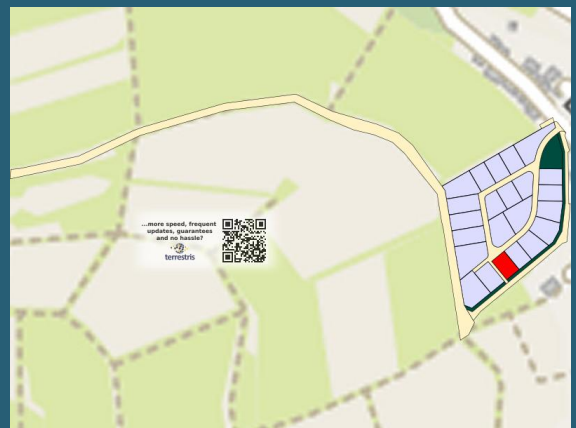 ...more speed, frequent
updates, guarantees
and no hassle?
terrestris